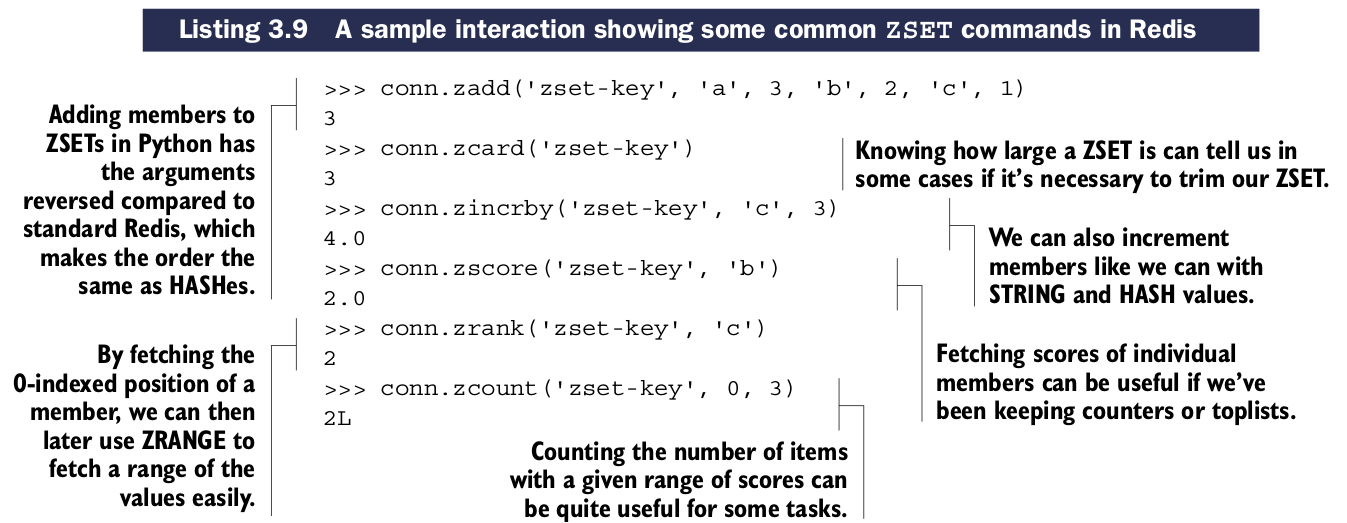 Listing 3.9 A sample interaction showing some common ZSET commands in Redis
>>> conn.zadd('zset-key', 'a', 3, 'b', 2, 'c', 1)
3
>>> conn.zcard('zset-key')
3
>>> conn.zincrby('zset-key', 'c', 3)
4.0
>>> conn.zscore('zset-key', 'b')
2.0
>>> conn.zrank('zset-key', 'c')
2
>>> conn.zcount('zset-key', 0, 3)
2L
Adding members to
ZSETs in Python has
the arguments
reversed compared to
standard Redis, which
makes the order the
same as HASHes.
Knowing how large a ZSET is can tell us in
some cases if it's necessary to trim our ZSET.
We can also increment
members like we can with
STRING and HASH values.
Fetching scores of individual
members can be useful if we've
been keeping counters or toplists.
By fetching the
0-indexed position of a
member, we can then
later use ZRANGE to
fetch a range of the
values easily.
Counting the number of items
with a given range of scores can
be quite useful for some tasks.